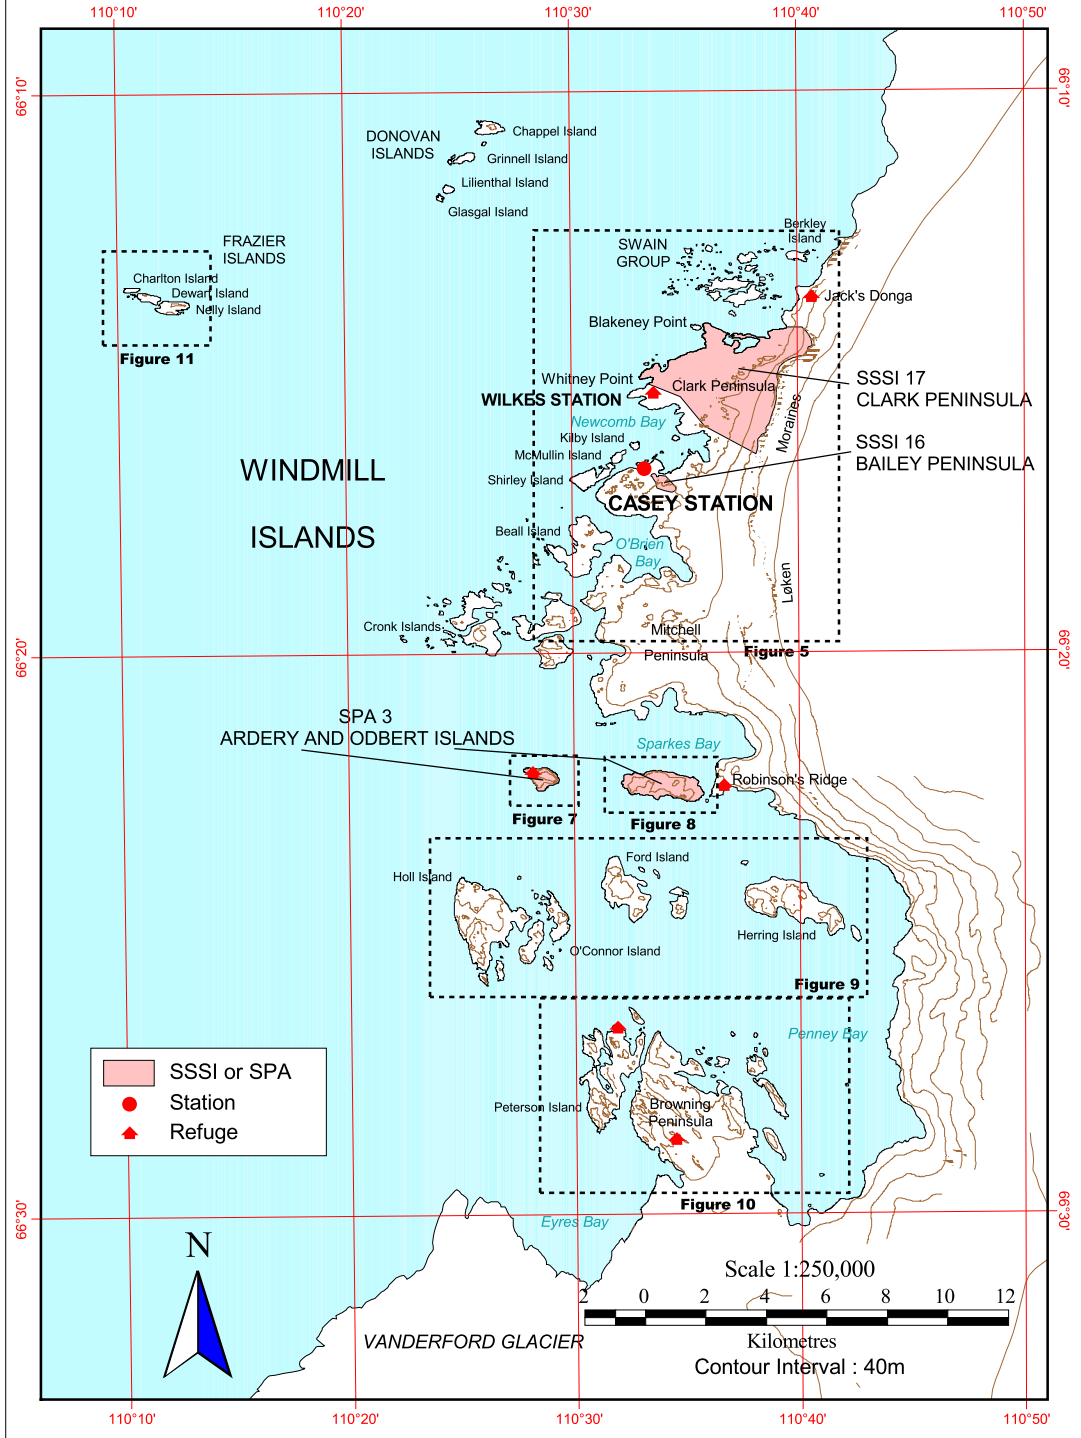 110°10'
110°20'
110°30'
110°40'
110°50'
66°10'
66°10'
DONOVAN
ISLANDS
Chappel Island
Grinnell Island
Lilienthal Island
Glasgal Island
FRAZIER
ISLANDS
Charlton Island
Dewart Island
Nelly Island
Figure 11
SWAIN
GROUP
Berkley
Island
Jack's Donga
Blakeney Point
Whitney Point
Clark Peninsula
WILKES STATION
SSSI 17
CLARK PENINSULA
Newcomb Bay
Moraines
Kilby Island
McMullin Island
SSSI 16
BAILEY PENINSULA
Shirley Island
CASEY STATION
WINDMILL
ISLANDS
Beall Island
O'Brien
Bay
Løken
Cronk Islands
Mitchell
Peninsula
Figure 5
66°20'
66°20'
SPA 3
ARDERY AND ODBERT ISLANDS
Sparkes Bay
Robinson's Ridge
Figure 7
Figure 8
Ford Island
Holl Island
Herring Island
O'Connor Island
Figure 9
Penney Bay
SSSI or SPA
Station
Refuge
Peterson Island
Browning
Peninsula
Figure 10
66°30'
66°30'
Eyres Bay
N
Scale 1:250,000
2 0 2 4 6 8 10 12
Kilometres
Contour Interval : 40m
VANDERFORD GLACIER
110°10'
110°20'
110°30'
110°40'
110°50'